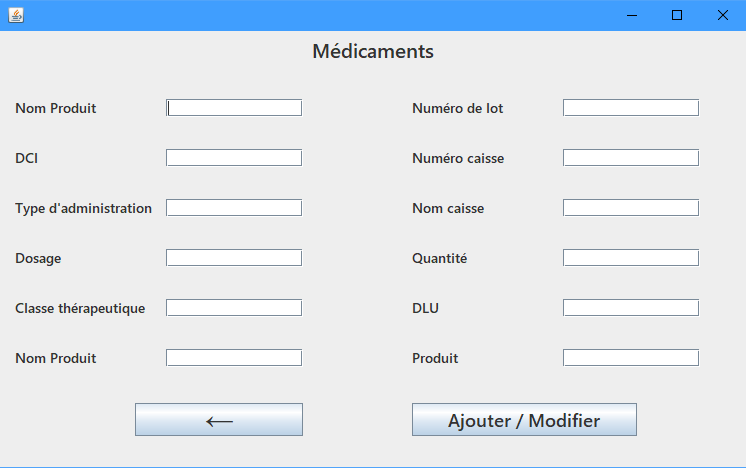 Médicaments
Nom Produit
Numéro de lot
DCI
Numéro caisse
Type d'administration
Nom caisse
Dosage
Quantité
Classe thérapeutique
DLU
Nom Produit
Produit
←
Ajouter / Modifier